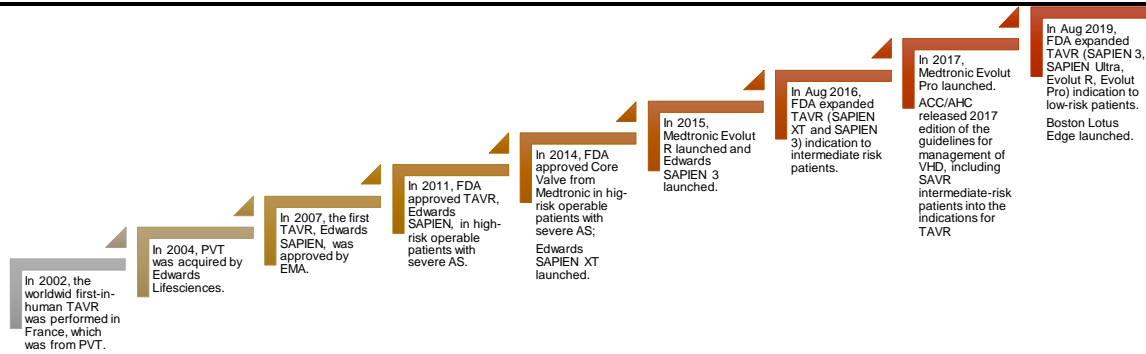 In 2002, the
worldwid first-in-
human TAVR
was performed in
France, which
was from PVT.
In 2004, PVT
was acquired by
Edwards
Lifesciences.
In 2007, the first
TAVR, Edwards
SAPIEN, was
approved by
EMA.
In 2011, FDA
approved TAVR,
Edwards
SAPIEN, in high-
risk operable
patients with
severe AS.
In 2014, FDA
approved Core
Valve from
Medtronic in hig-
risk operable
patients with
severe AS;
Edwards
SAPIEN XT
launched.
In 2015,
Medtronic Evolut
R launched and
Edwards
SAPIEN 3
launched.
In Aug 2016,
FDA expanded
TAVR (SAPIEN
XT and SAPIEN
3) indication to
intermediate risk
patients.
In 2017,
Medtronic Evolut
Pro launched.
ACC/AHC
released 2017
edition of the
guidelines for
management of
VHD, including
SAVR
intermediate-risk
patients into the
indications for
TAVR
In Aug 2019,
FDA expanded
TAVR (SAPIEN 3,
SAPIEN Ultra,
Evolut R, Evolut
Pro) indication to
low-risk patients.
Boston Lotus
Edge launched.